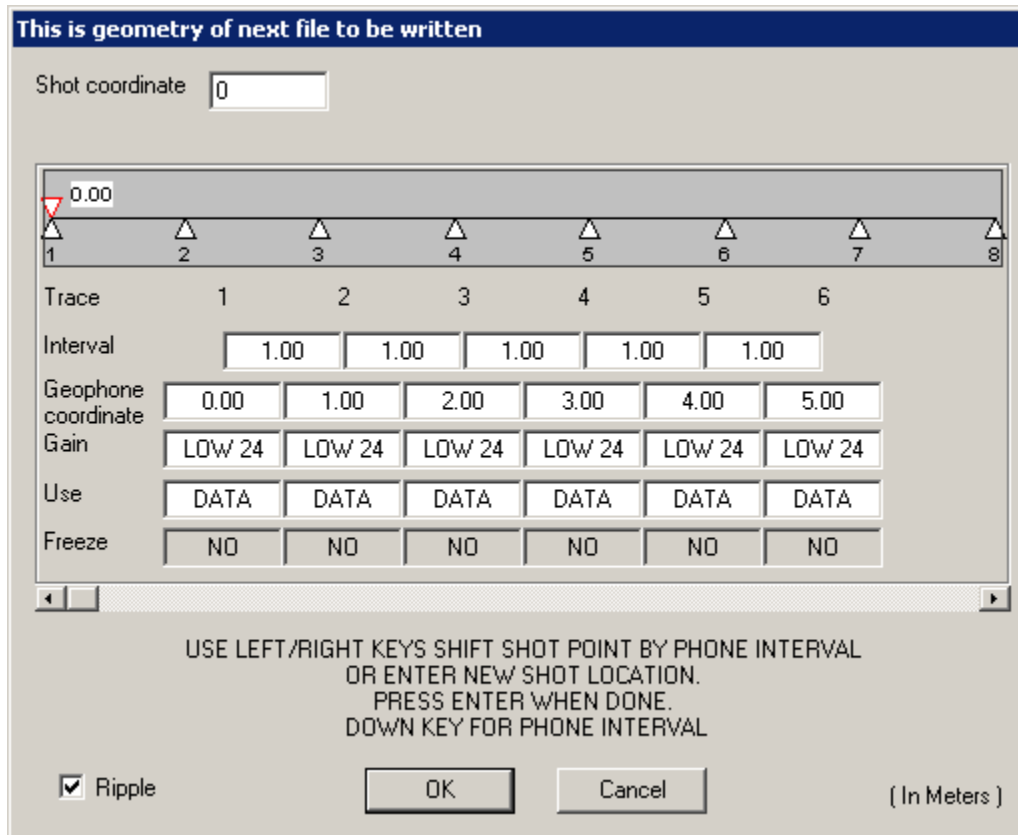 This is geometry of next file to be written
Shot coordinate 0
0.00
1 2 3 4 5 6 7 8
Trace 1 2 3 4 5 6
Interval 1.00 1.00 1.00 1.00 1.00
Geophone
coordinate 0.00 1.00 2.00 3.00 4.00 5.00
Gain LOW 24 LOW 24 LOW 24 LOW 24 LOW 24 LOW 24
Use DATA DATA DATA DATA DATA DATA
Freeze NO NO NO NO NO NO
USE LEFT/RIGHT KEYS SHIFT SHOT POINT BY PHONE INTERVAL
OR ENTER NEW SHOT LOCATION.
PRESS ENTER WHEN DONE.
DOWN KEY FOR PHONE INTERVAL
Ripple OK Cancel ( In Meters )